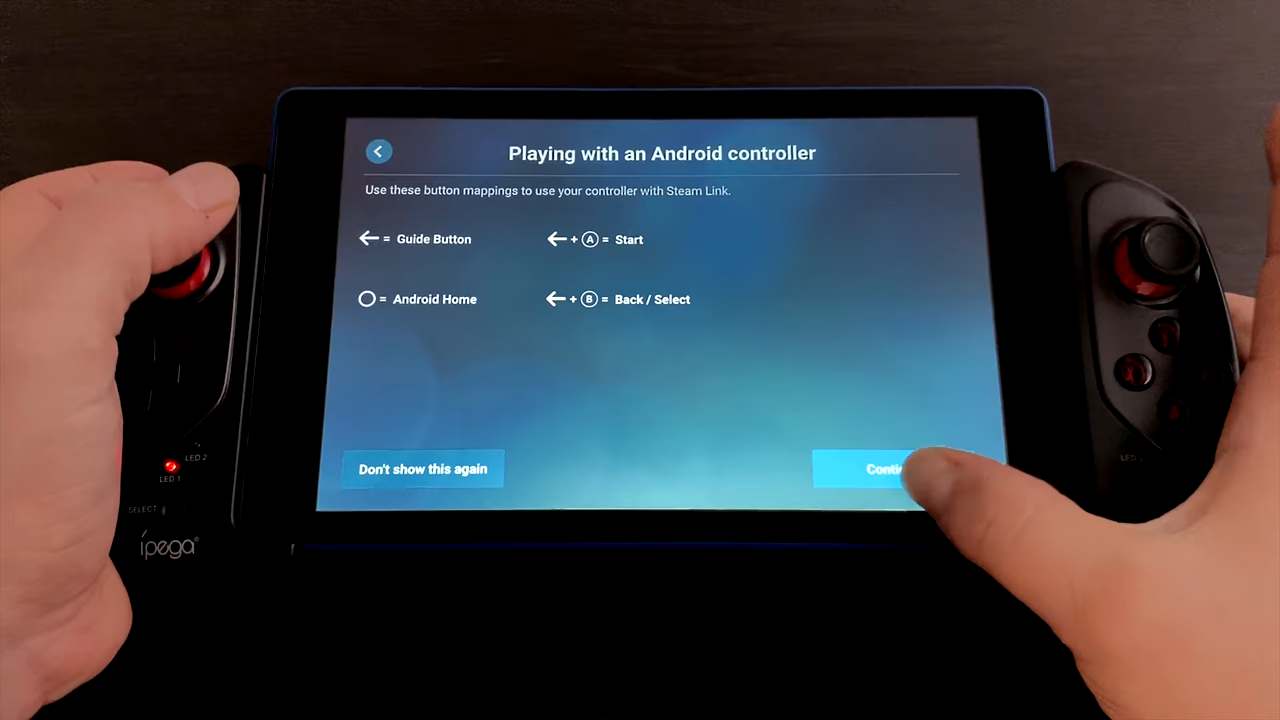 Playing with an Android controller
Use these button mappings to use your controller with Steam Link.
= Guide Button
+ A = Start
= Android Home
+ B = Back / Select
Don't show this again
LED 2
LED 1
SELECT
ípega®